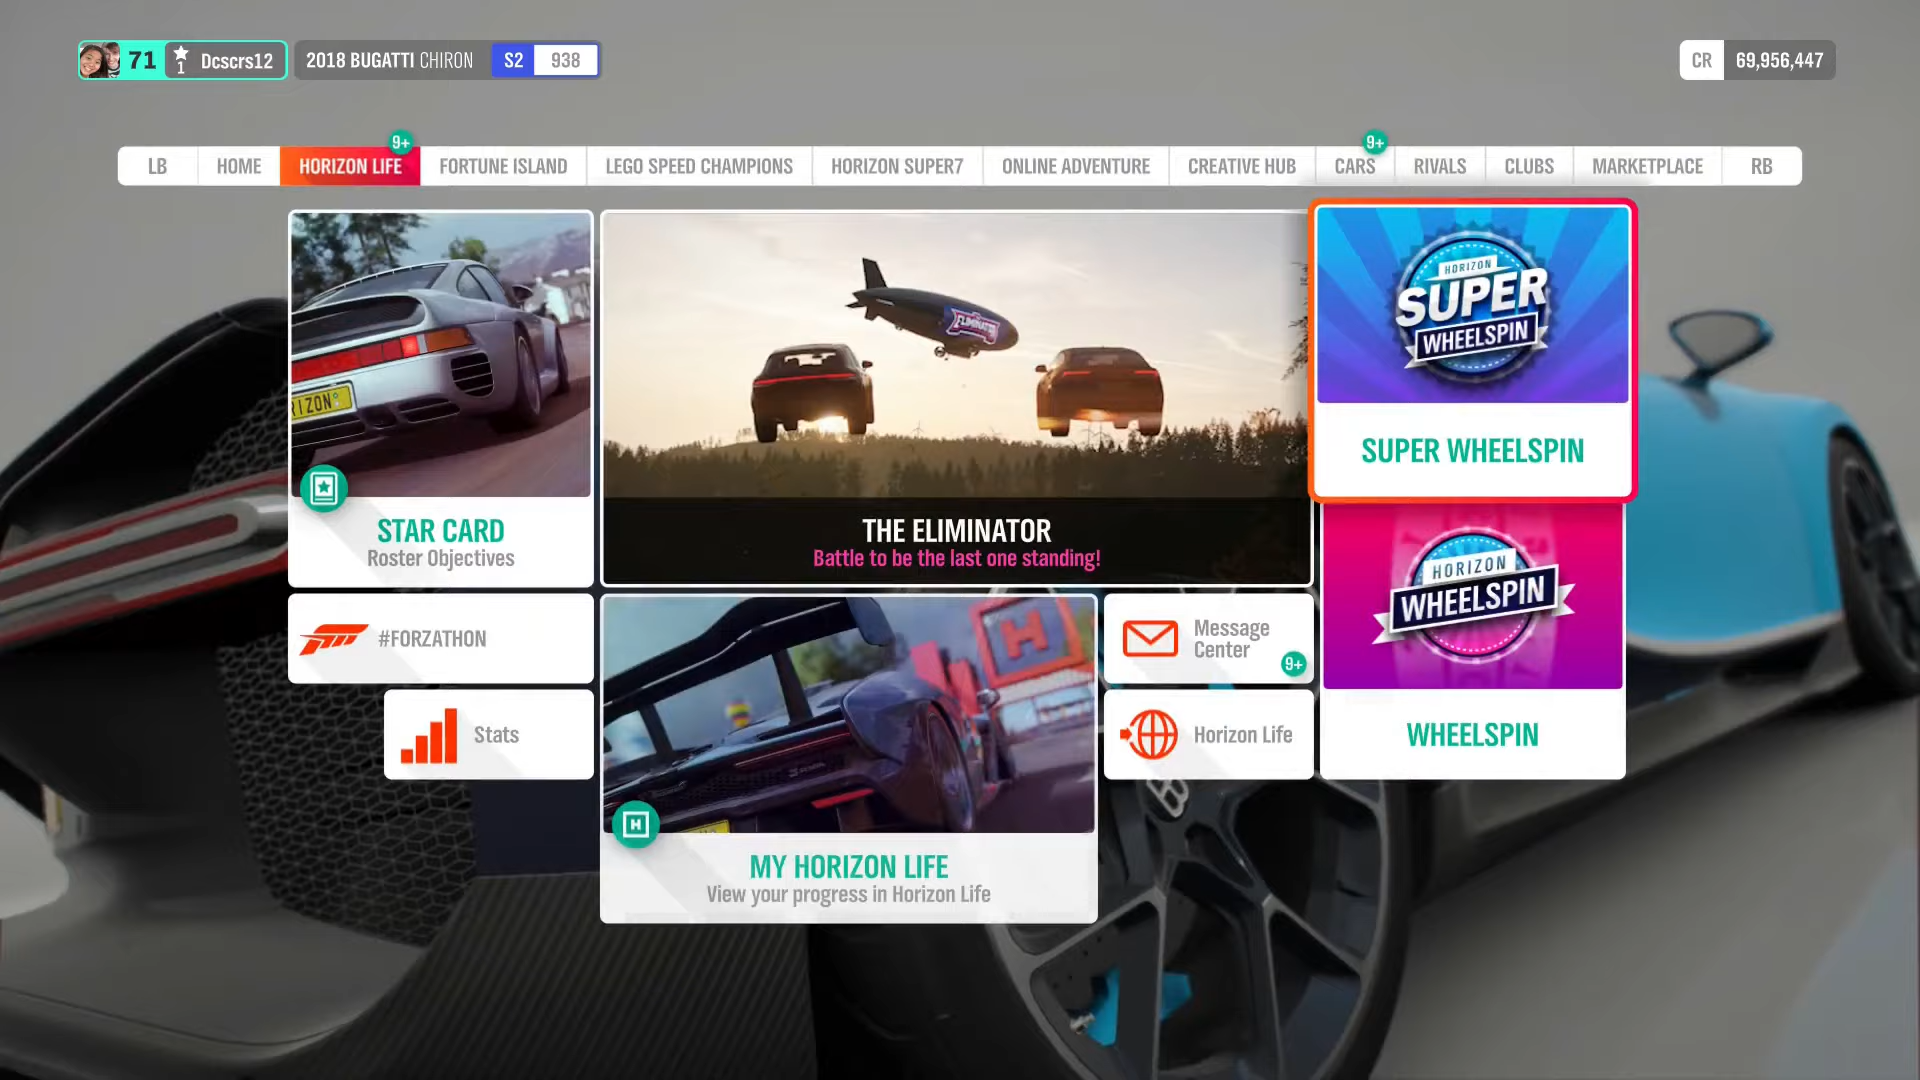 71
1
Dcscrs12
2018 BUGATTI CHIRON
S2
938
CR
69,956,447
LB
HOME
HORIZON LIFE
9+
FORTUNE ISLAND
LEGO SPEED CHAMPIONS
HORIZON SUPER7
ONLINE ADVENTURE
CREATIVE HUB
CARS
9+
RIVALS
CLUBS
MARKETPLACE
RB
RIZON
STAR CARD
Roster Objectives
ELIMINATOR
THE ELIMINATOR
Battle to be the last one standing!
HORIZON
SUPER
WHEELSPIN
SUPER WHEELSPIN
HORIZON
WHEELSPIN
WHEELSPIN
#FORZATHON
Stats
H
H
MY HORIZON LIFE
View your progress in Horizon Life
Message
Center
9+
Horizon Life